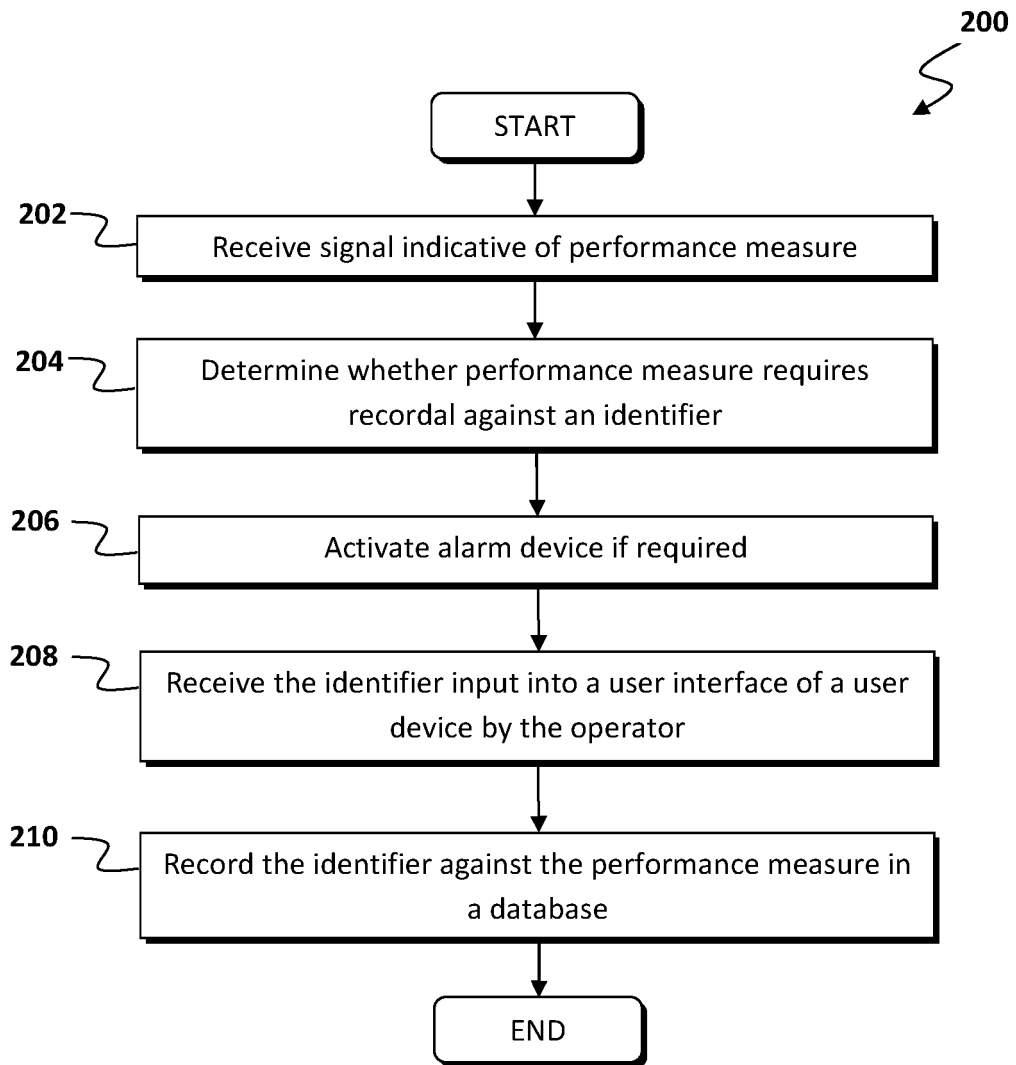 200
START
202
Receive signal indicative of performance measure
204
Determine whether performance measure requires
recordal against an identifier
206
Activate alarm device if required
208
Receive the identifier input into a user interface of a user
device by the operator
210
Record the identifier against the performance measure in
a database
END